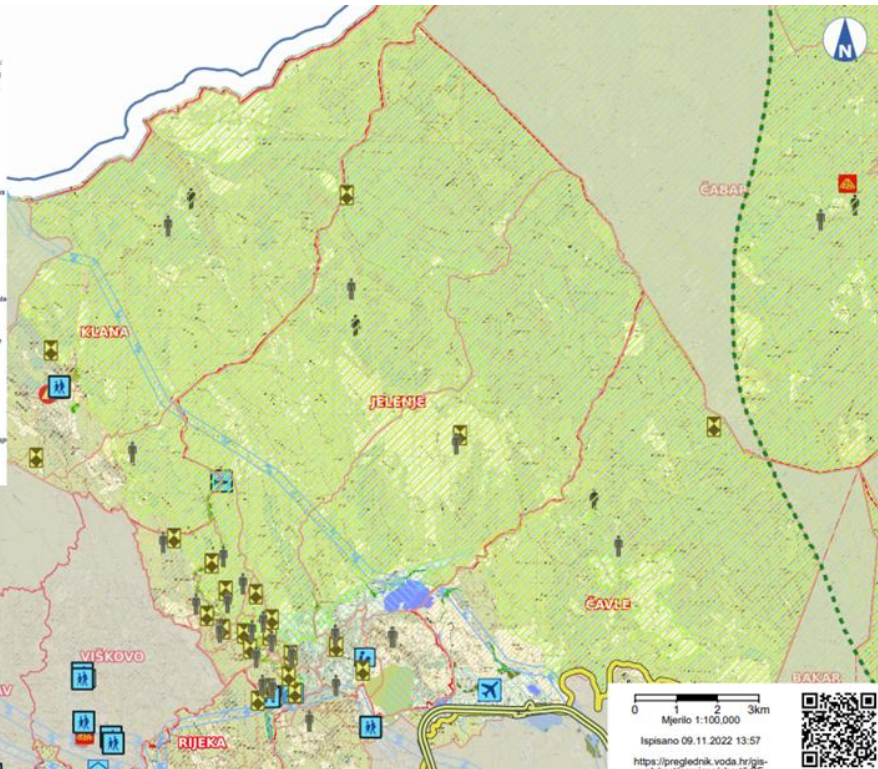 N
ČABAR
KLANA
JELENJE
ČAVLE
VIŠKOVO
BAKAR
RIJEKA
0 1 2 3km
Mjerilo 1:100,000
Ispisano 09.11.2022 13:57
https://preglednik.voda.hr/gis-